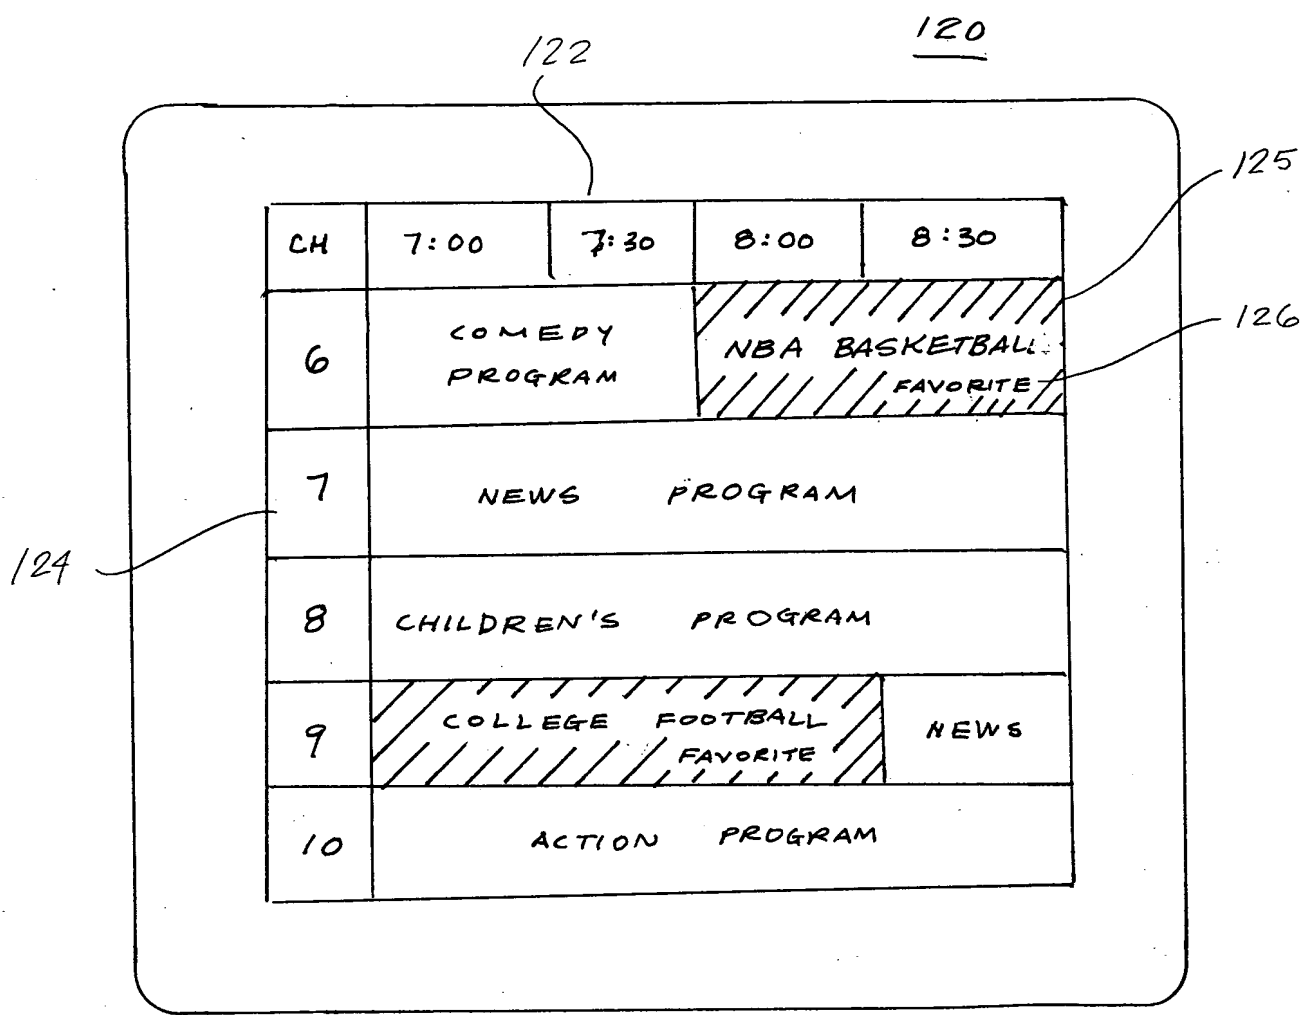 120
122
125
CH 7:00 7:30 8:00 8:30
126
6 COMEDY PROGRAM NBA BASKETBALL
FAVORITE
7 NEWS PROGRAM
124
8 CHILDREN'S PROGRAM
9 COLLEGE FOOTBALL NEWS
FAVORITE
10 ACTION PROGRAM